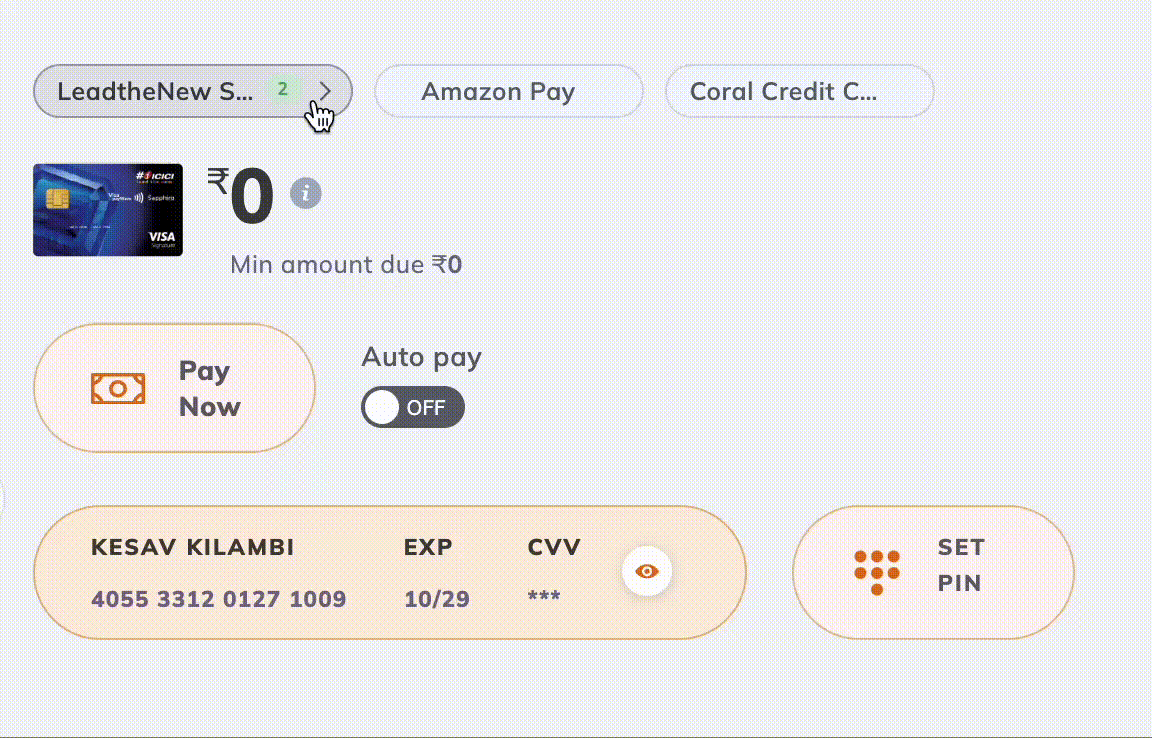 LeadtheNew S... 2
Amazon Pay
Coral Credit C...
ICICI
VISA
Signature
₹0
Min amount due ₹0
Pay
Now
Auto pay
OFF
KESAV KILAMBI EXP CVV
4055 3312 0127 1009 10/29 ***
SET
PIN